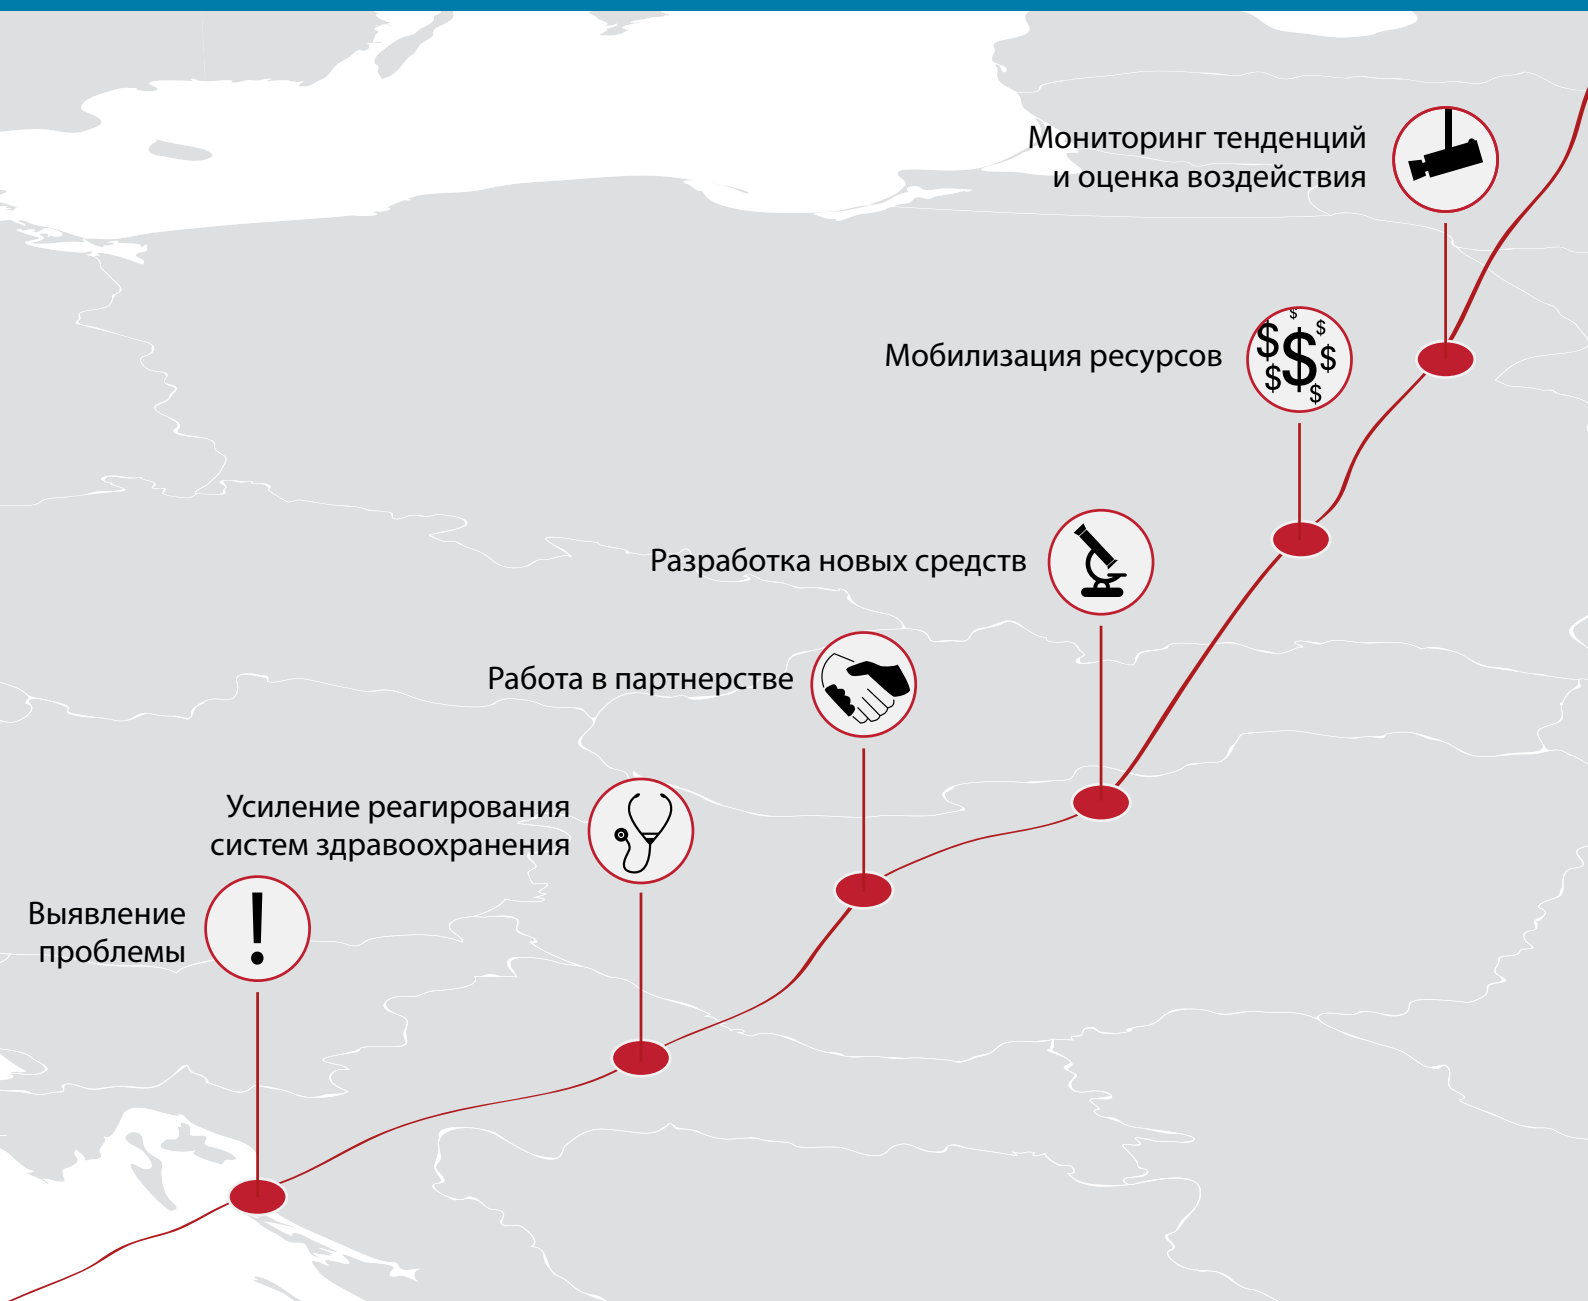 Мониторинг тенденций
и оценка воздействия
Мобилизация ресурсов
Разработка новых средств
Работа в партнерстве
Усиление реагирования
систем здравоохранения
Выявление
проблемы